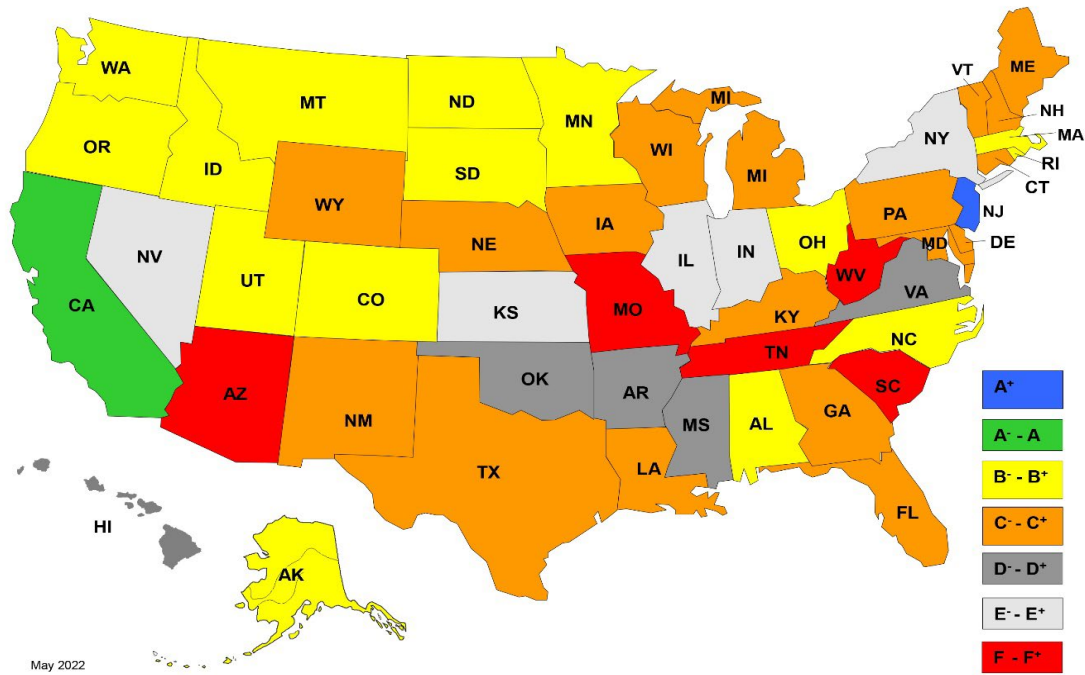 WA
MT
ND
MN
OR
ID
SD
WI
MI
MI
VT
ME
NH
MA
RI
CT
NY
WY
NE
IA
PA
NJ
NV
UT
CO
KS
IL
IN
OH
MD
DE
CA
MO
KY
WV
VA
AZ
NM
OK
AR
TN
NC
SC
TX
LA
MS
AL
GA
FL
HI
AK
A⁺
A⁻ - A
B⁻ - B⁺
C⁻ - C⁺
D⁻ - D⁺
E⁻ - E⁺
F - F⁺
May 2022